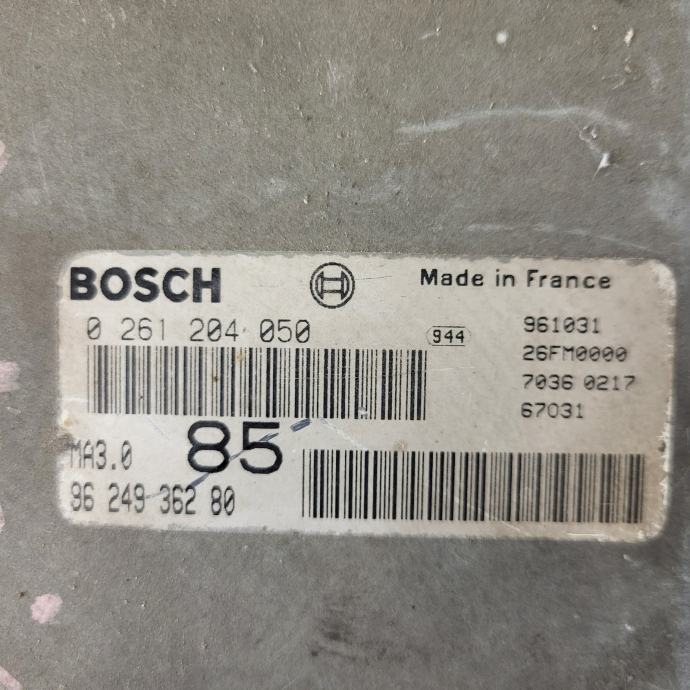 BOSCH Made in France
0 261 204 050 944 961031
26FM0000
7036 0217
67031
MA3.0 85
96 249 362 80